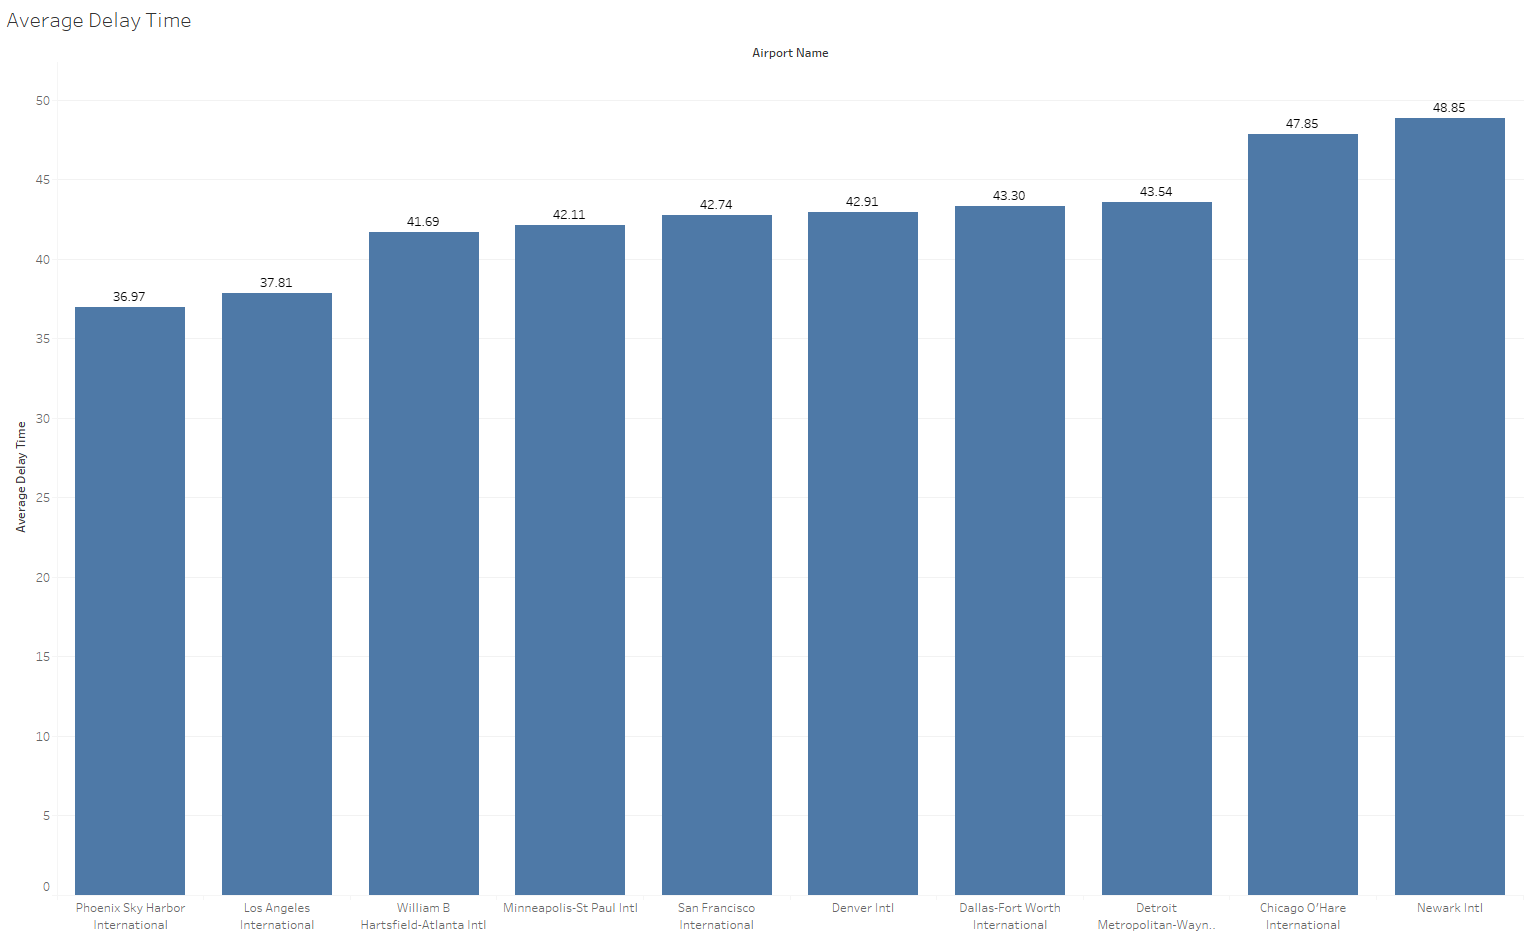 Average Delay Time
Airport Name
Average Delay Time
50
45
40
35
30
25
20
15
10
5
0
36.97
37.81
41.69
42.11
42.74
42.91
43.30
43.54
47.85
48.85
Phoenix Sky Harbor
International
Los Angeles
International
William B
Hartsfield-Atlanta Intl
Minneapolis-St Paul Intl
San Francisco
International
Denver Intl
Dallas-Fort Worth
International
Detroit
Metropolitan-Wayn..
Chicago O'Hare
International
Newark Intl